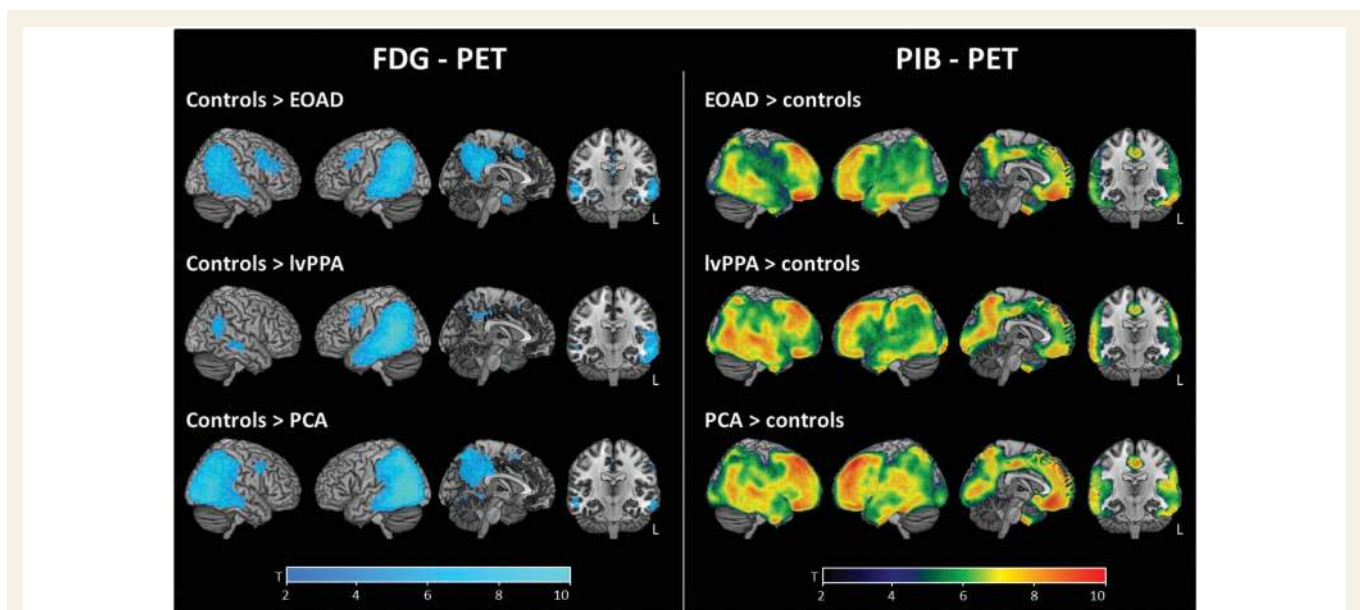 FDG - PET
Controls > EOAD
L
Controls > lvPPA
L
Controls > PCA
L
T
2 4 6 8 10
PIB - PET
EOAD > controls
L
lvPPA > controls
L
PCA > controls
L
T
2 4 6 8 10